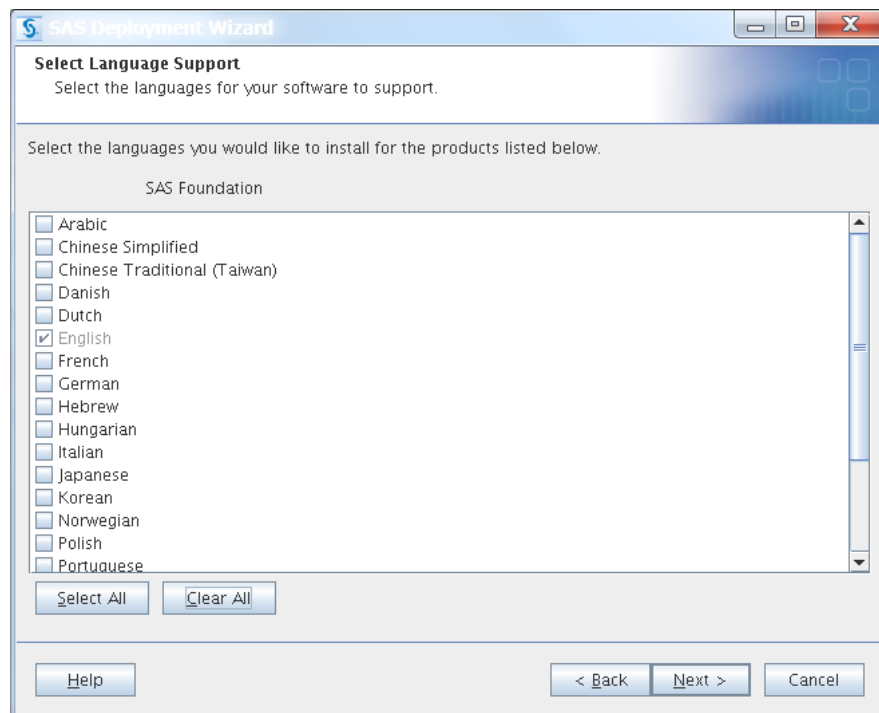 SAS Deployment Wizard
Select Language Support
Select the languages for your software to support.
Select the languages you would like to install for the products listed below.
SAS Foundation
Arabic
Chinese Simplified
Chinese Traditional (Taiwan)
Danish
Dutch
English
French
German
Hebrew
Hungarian
Italian
Japanese
Korean
Norwegian
Polish
Portuguese
Select All Clear All
Help < Back Next > Cancel